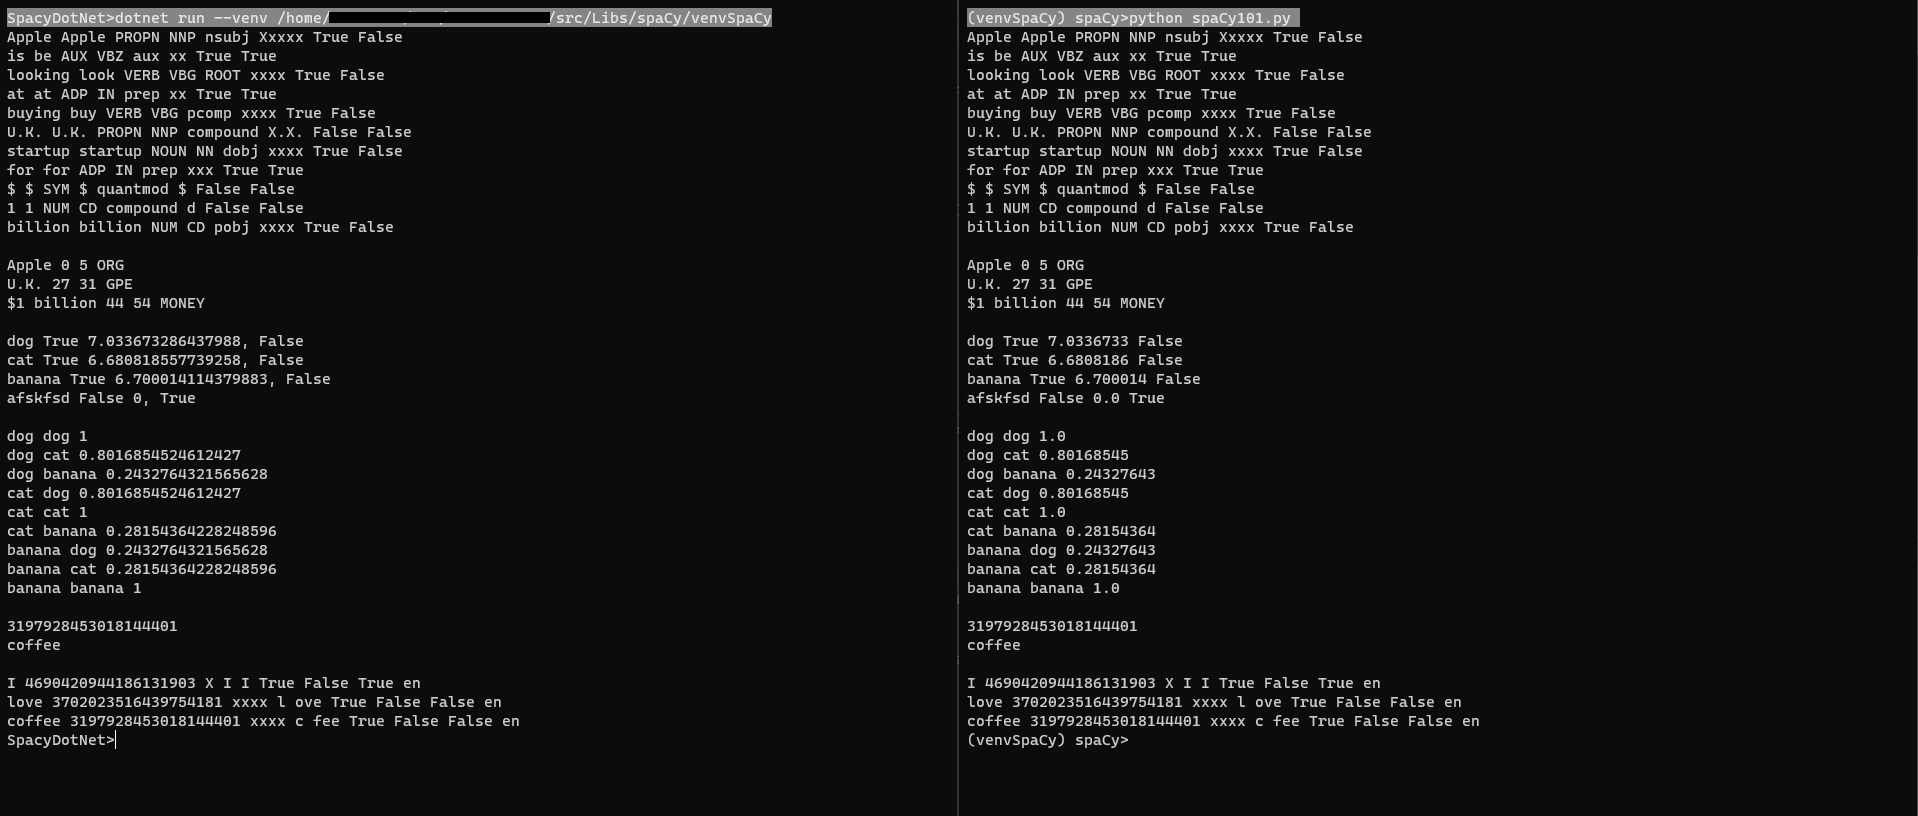 SpacyDotNet>dotnet run --venv /home/ /src/Libs/spaCy/venvSpaCy
Apple Apple PROPN NNP nsubj Xxxxx True False
is be AUX VBZ aux xx True True
looking look VERB VBG ROOT xxxx True False
at at ADP IN prep xx True True
buying buy VERB VBG pcomp xxxx True False
U.K. U.K. PROPN NNP compound X.X. False False
startup startup NOUN NN dobj xxxx True False
for for ADP IN prep xxx True True
$ $ SYM $ quantmod $ False False
1 1 NUM CD compound d False False
billion billion NUM CD pobj xxxx True False

Apple 0 5 ORG
U.K. 27 31 GPE
$1 billion 44 54 MONEY

dog True 7.033673286437988, False
cat True 6.680818557739258, False
banana True 6.700014114379883, False
afskfsd False 0, True

dog dog 1
dog cat 0.8016854524612427
dog banana 0.2432764321565628
cat dog 0.8016854524612427
cat cat 1
cat banana 0.28154364228248596
banana dog 0.2432764321565628
banana cat 0.28154364228248596
banana banana 1

3197928453018144401
coffee

I 4690420944186131903 X I I True False True en
love 3702023516439754181 xxxx l ove True False False en
coffee 3197928453018144401 xxxx c fee True False False en
SpacyDotNet>

(venvSpaCy) spaCy>python spaCy101.py
Apple Apple PROPN NNP nsubj Xxxxx True False
is be AUX VBZ aux xx True True
looking look VERB VBG ROOT xxxx True False
at at ADP IN prep xx True True
buying buy VERB VBG pcomp xxxx True False
U.K. U.K. PROPN NNP compound X.X. False False
startup startup NOUN NN dobj xxxx True False
for for ADP IN prep xxx True True
$ $ SYM $ quantmod $ False False
1 1 NUM CD compound d False False
billion billion NUM CD pobj xxxx True False

Apple 0 5 ORG
U.K. 27 31 GPE
$1 billion 44 54 MONEY

dog True 7.0336733 False
cat True 6.6808186 False
banana True 6.700014 False
afskfsd False 0.0 True

dog dog 1.0
dog cat 0.80168545
dog banana 0.24327643
cat dog 0.80168545
cat cat 1.0
cat banana 0.28154364
banana dog 0.24327643
banana cat 0.28154364
banana banana 1.0

3197928453018144401
coffee

I 4690420944186131903 X I I True False True en
love 3702023516439754181 xxxx l ove True False False en
coffee 3197928453018144401 xxxx c fee True False False en
(venvSpaCy) spaCy>